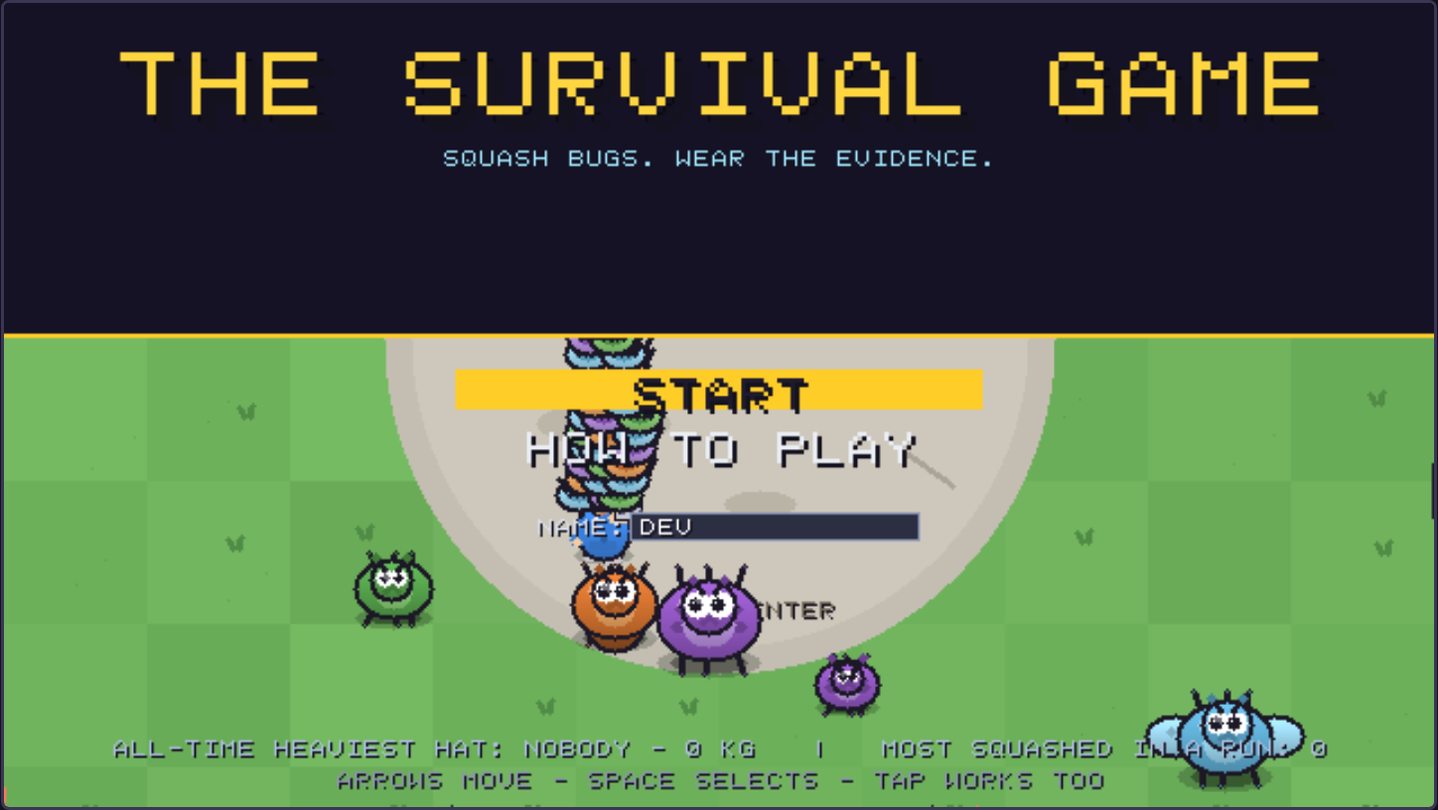 THE SURVIVAL GAME
SQUASH BUGS. WEAR THE EVIDENCE.
START
HOW TO PLAY
NAME: DEV
ENTER
ALL-TIME HEAVIEST HAT: NOBODY - 0 KG | MOST SQUASHED IN A RUN: 0
ARROWS MOVE - SPACE SELECTS - TAP WORKS TOO